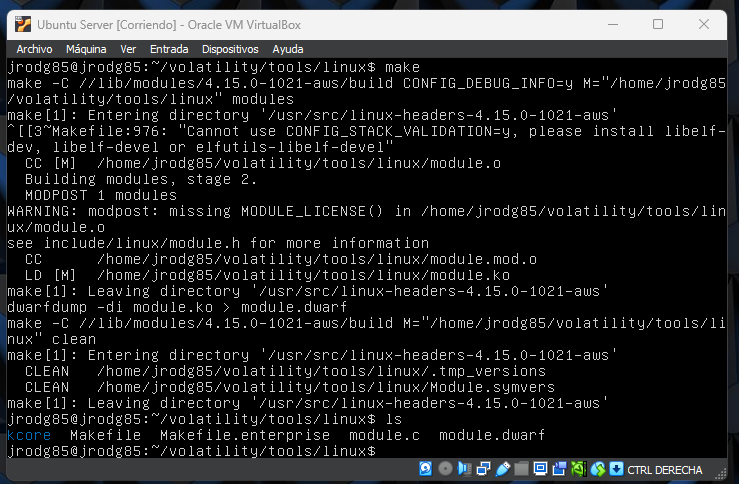 Ubuntu Server [Corriendo] - Oracle VM VirtualBox
Archivo Máquina Ver Entrada Dispositivos Ayuda
jrodg85@jrodg85:~/volatility/tools/linux$ make
make -C //lib/modules/4.15.0-1021-aws/build CONFIG_DEBUG_INFO=y M="/home/jrodg85
/volatility/tools/linux" modules
make[1]: Entering directory '/usr/src/linux-headers-4.15.0-1021-aws'
^[[3~Makefile:976: "Cannot use CONFIG_STACK_VALIDATION=y, please install libelf-
dev, libelf-devel or elfutils-libelf-devel"
  CC [M]  /home/jrodg85/volatility/tools/linux/module.o
  Building modules, stage 2.
  MODPOST 1 modules
WARNING: modpost: missing MODULE_LICENSE() in /home/jrodg85/volatility/tools/lin
ux/module.o
see include/linux/module.h for more information
  CC      /home/jrodg85/volatility/tools/linux/module.mod.o
  LD [M]  /home/jrodg85/volatility/tools/linux/module.ko
make[1]: Leaving directory '/usr/src/linux-headers-4.15.0-1021-aws'
dwarfdump -di module.ko > module.dwarf
make -C //lib/modules/4.15.0-1021-aws/build M="/home/jrodg85/volatility/tools/li
nux" clean
make[1]: Entering directory '/usr/src/linux-headers-4.15.0-1021-aws'
  CLEAN   /home/jrodg85/volatility/tools/linux/.tmp_versions
  CLEAN   /home/jrodg85/volatility/tools/linux/Module.symvers
make[1]: Leaving directory '/usr/src/linux-headers-4.15.0-1021-aws'
jrodg85@jrodg85:~/volatility/tools/linux$ ls
kcore  Makefile  Makefile.enterprise  module.c  module.dwarf
jrodg85@jrodg85:~/volatility/tools/linux$
CTRL DERECHA